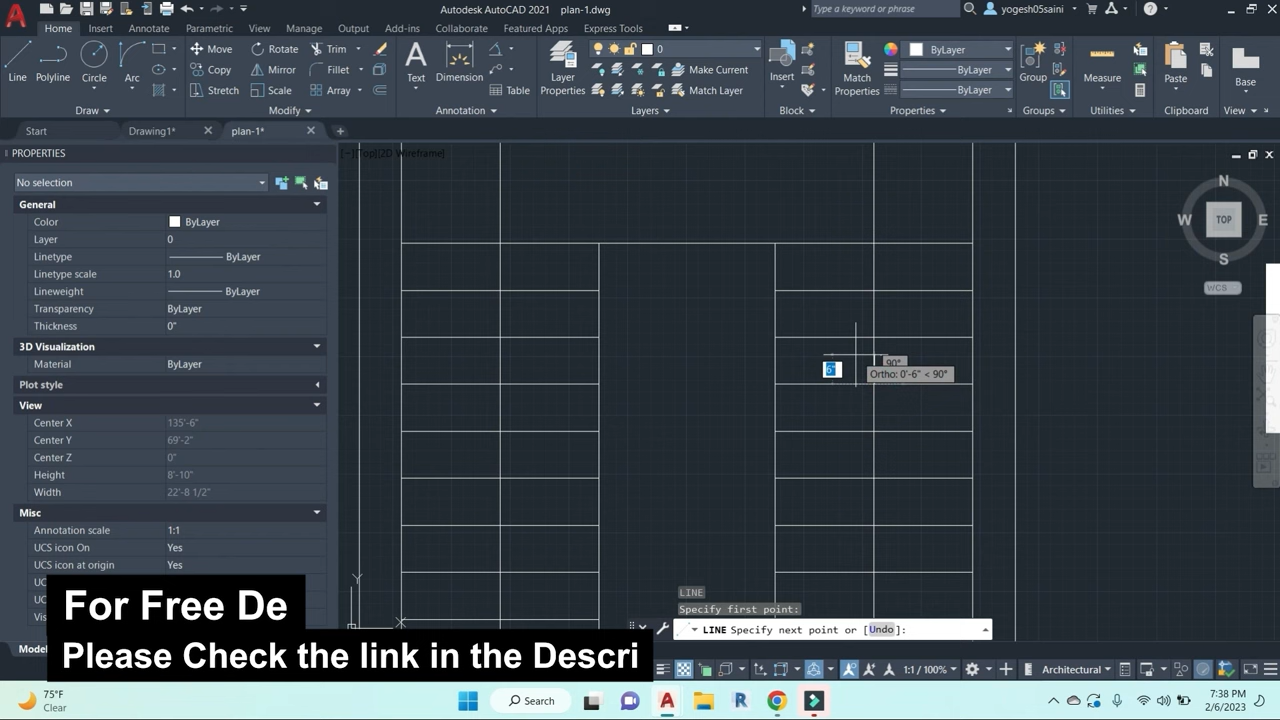 Autodesk AutoCAD 2021 plan-1.dwg
Type a keyword or phrase
yogesh05saini
Home Insert Annotate Parametric View Manage Output Add-ins Collaborate Featured Apps Express Tools
Line
Polyline
Circle
Arc
Move
Rotate
Trim
Copy
Mirror
Fillet
Stretch
Scale
Array
Text
Dimension
Table
Layer
Properties
0
Make Current
Match Layer
Insert
Match
Properties
ByLayer
ByLayer
ByLayer
Group
Measure
Paste
Base
Draw
Modify
Annotation
Layers
Block
Properties
Groups
Utilities
Clipboard
View
Start
Drawing1*
plan-1*
PROPERTIES
No selection
General
Color ByLayer
Layer 0
Linetype ByLayer
Linetype scale 1.0
Lineweight ByLayer
Transparency ByLayer
Thickness 0"
3D Visualization
Material ByLayer
Plot style
View
Center X 135'-6"
Center Y 69'-2"
Center Z 0"
Height 8'-10"
Width 22'-8 1/2"
Misc
Annotation scale 1:1
UCS icon On Yes
UCS icon at origin Yes
[−][Top][2D Wireframe]
N
W TOP E
S
WCS
6"
90°
Ortho: 0'-6" < 90°
Y
X
LINE
Specify first point:
LINE Specify next point or [Undo]:
For Free De
Please Check the link in the Descri
1:1 / 100%
Architectural
75°F
Clear
Search
7:38 PM
2/6/2023